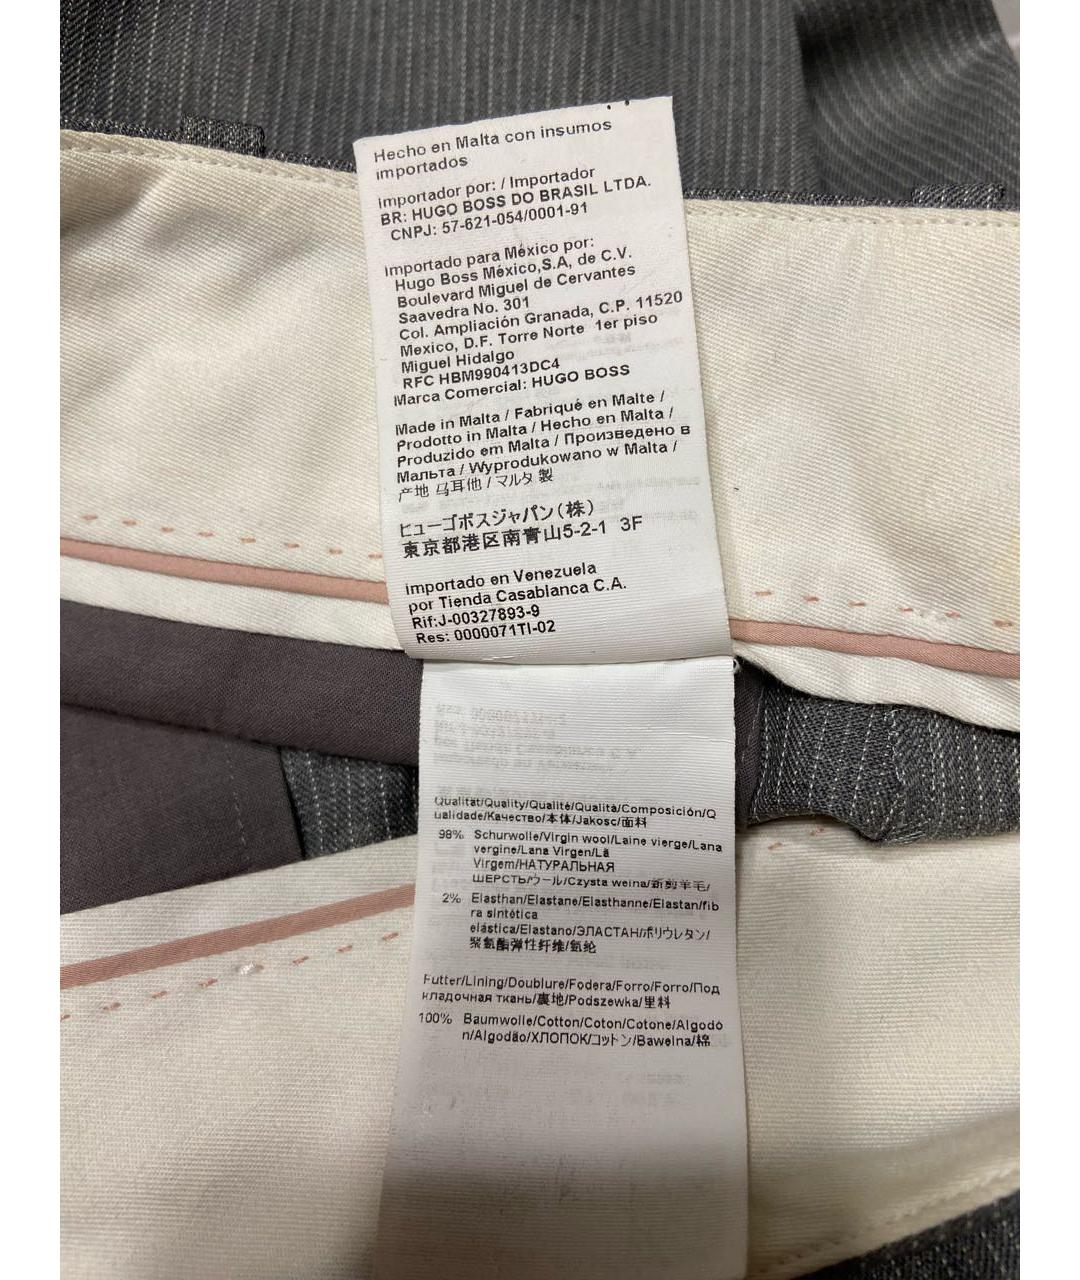 Hecho en Malta con insumos
importados
Importador por: / Importador
BR: HUGO BOSS DO BRASIL LTDA.
CNPJ: 57-621-054/0001-91
Importado para México por:
Hugo Boss México,S.A, de C.V.
Boulevard Miguel de Cervantes
Saavedra No. 301
Col. Ampliación Granada, C.P. 11520
Mexico, D.F. Torre Norte 1er piso
Miguel Hidalgo
RFC HBM990413DC4
Marca Comercial: HUGO BOSS
Made in Malta / Fabriqué en Malte /
Prodotto in Malta / Hecho en Malta /
Produzido em Malta / Произведено в
Мальта / Wyprodukowano w Malta /
产地 马耳他 / マルタ 製
ヒューゴボスジャパン(株)
東京都港区南青山5-2-1 3F
importado en Venezuela
por Tienda Casablanca C.A.
Rif:J-00327893-9
Res: 0000071TI-02
Qualität/Quality/Qualité/Qualità/Composición/Q
ualidade/Качество/本体/Jakosc/面料
98% Schurwolle/Virgin wool/Laine vierge/Lana
vergine/Lana Virgen/Lã
Virgem/НАТУРАЛЬНАЯ
ШЕРСТЬ/ウール/Czysta welna/新剪羊毛/
2% Elasthan/Elastane/Elasthanne/Elastan/fib
ra sintética
elástica/Elastano/ЭЛАСТАН/ポリウレタン/
聚氨酯弹性纤维/氨纶
Futter/Lining/Doublure/Fodera/Forro/Forro/Под
кладочная ткань/裏地/Podszewka/里料
100% Baumwolle/Cotton/Coton/Cotone/Algodó
n/Algodão/ХЛОПОК/コットン/Bawelna/棉